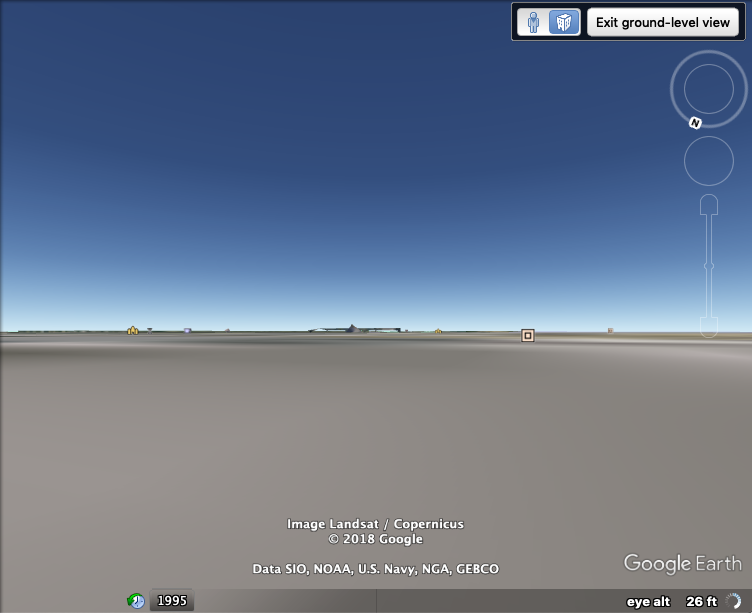 Exit ground-level view
N
Image Landsat / Copernicus
© 2018 Google
Data SIO, NOAA, U.S. Navy, NGA, GEBCO
Google Earth
1995
eye alt 26 ft